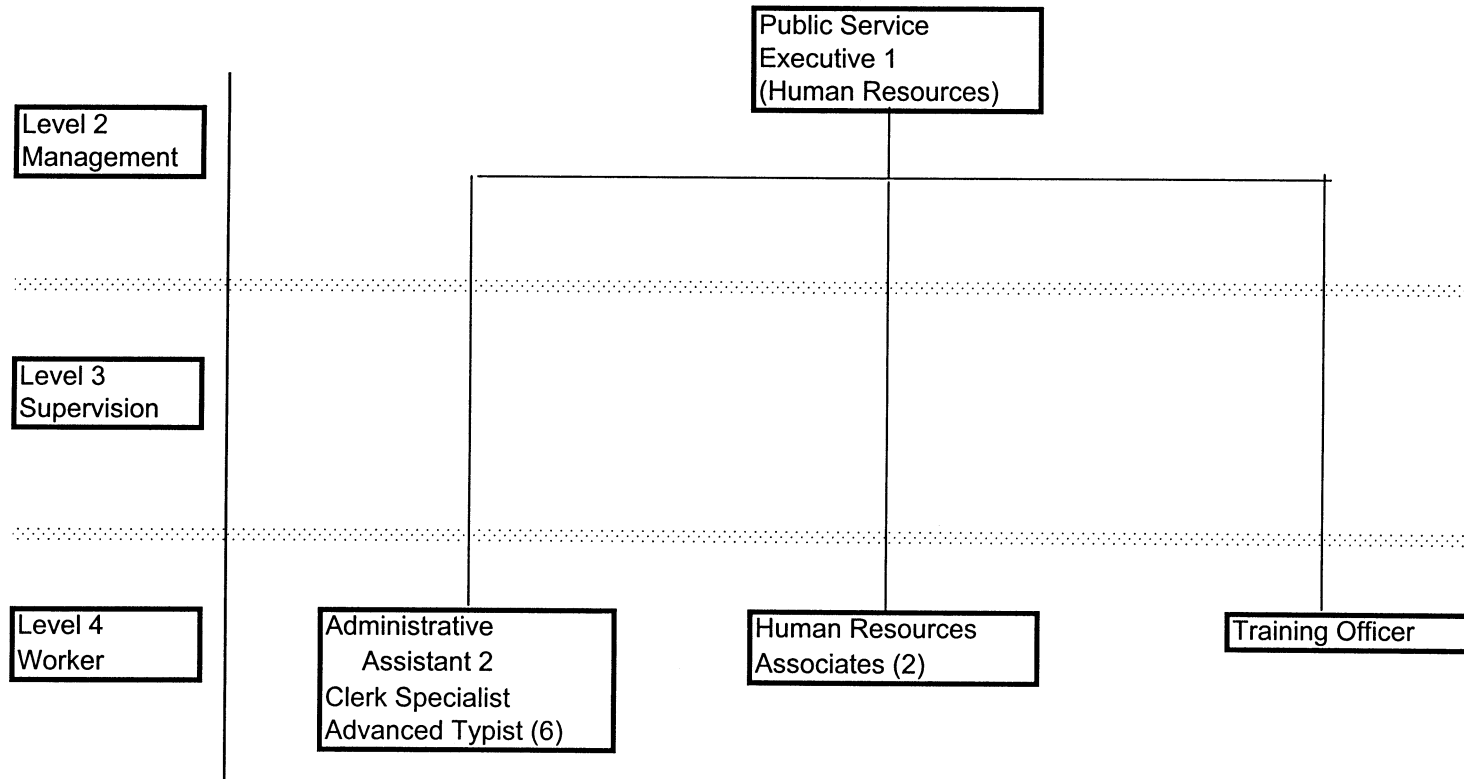 Public Service
Executive 1
(Human Resources)
Level 2
Management
Level 3
Supervision
Level 4
Worker
Administrative
Assistant 2
Clerk Specialist
Advanced Typist (6)
Human Resources
Associates (2)
Training Officer